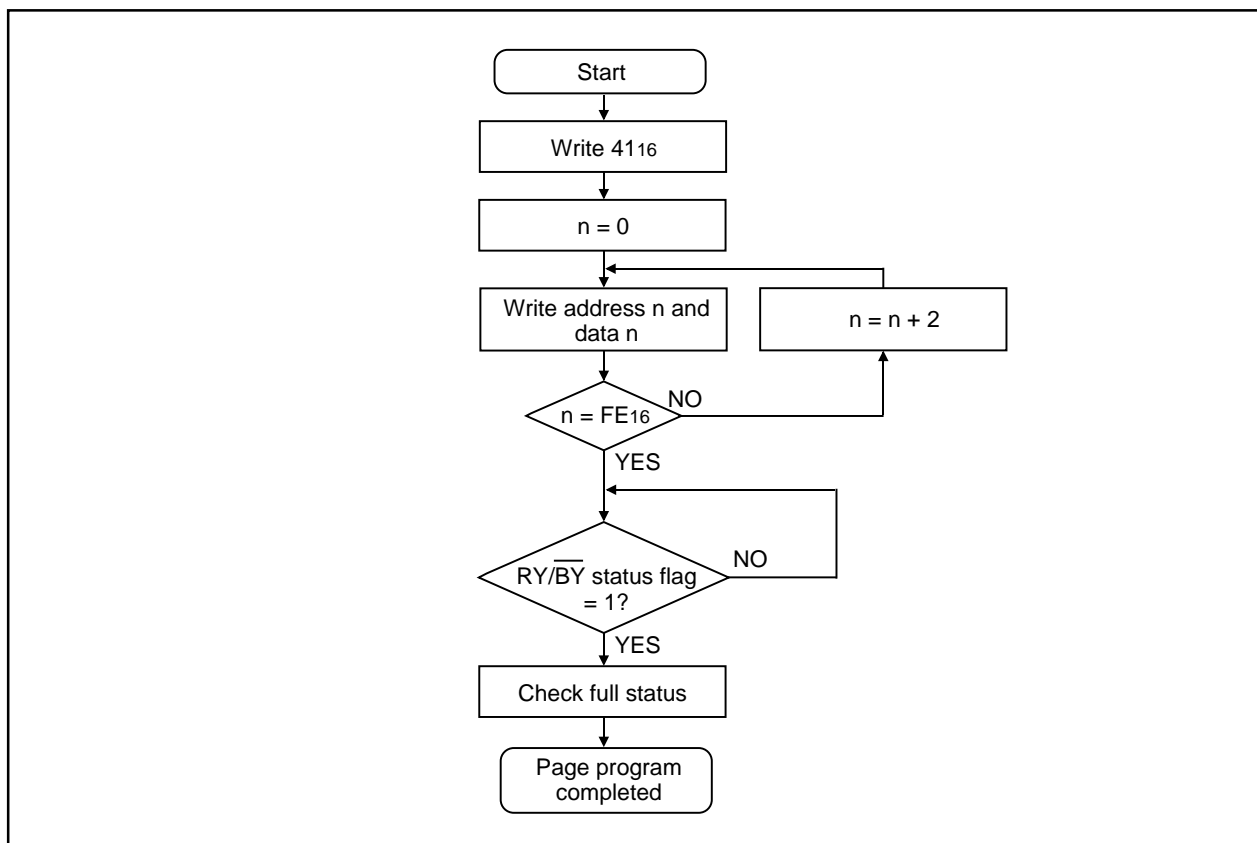 Start
Write 41₁₆
n = 0
Write address n and
data n
n = n + 2
n = FE₁₆
NO
YES
RY/B̅Y̅ status flag
= 1?
NO
YES
Check full status
Page program
completed